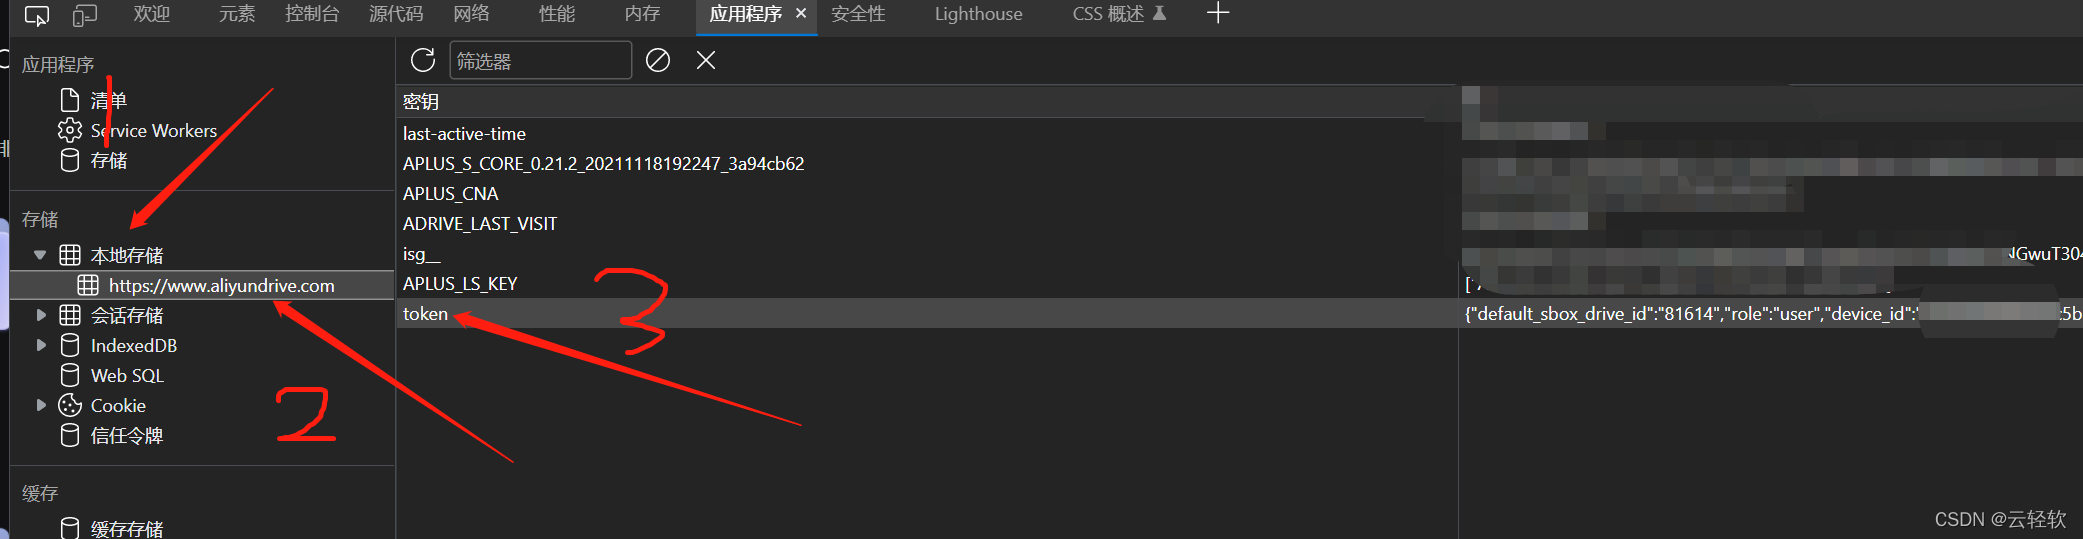 欢迎 元素 控制台 源代码 网络 性能 内存 应用程序 × 安全性 Lighthouse CSS 概述
应用程序
清单
Service Workers
存储
存储
本地存储
https://www.aliyundrive.com
会话存储
IndexedDB
Web SQL
Cookie
信任令牌
缓存
缓存存储
筛选器
密钥
last-active-time
APLUS_S_CORE_0.21.2_20211118192247_3a94cb62
APLUS_CNA
ADRIVE_LAST_VISIT
isg__
GwuT304
APLUS_LS_KEY
token {"default_sbox_drive_id":"81614","role":"user","device_id":" :5b
1
2
3
CSDN @云轻软